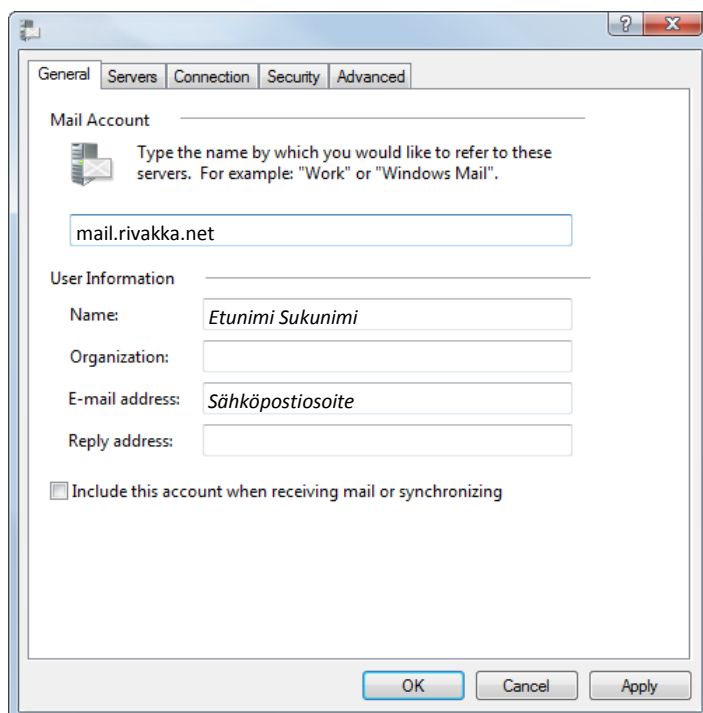 General Servers Connection Security Advanced
Mail Account
Type the name by which you would like to refer to these
servers. For example: "Work" or "Windows Mail".
mail.rivakka.net
User Information
Name: Etunimi Sukunimi
Organization:
E-mail address: Sähköpostiosoite
Reply address:
Include this account when receiving mail or synchronizing
OK Cancel Apply